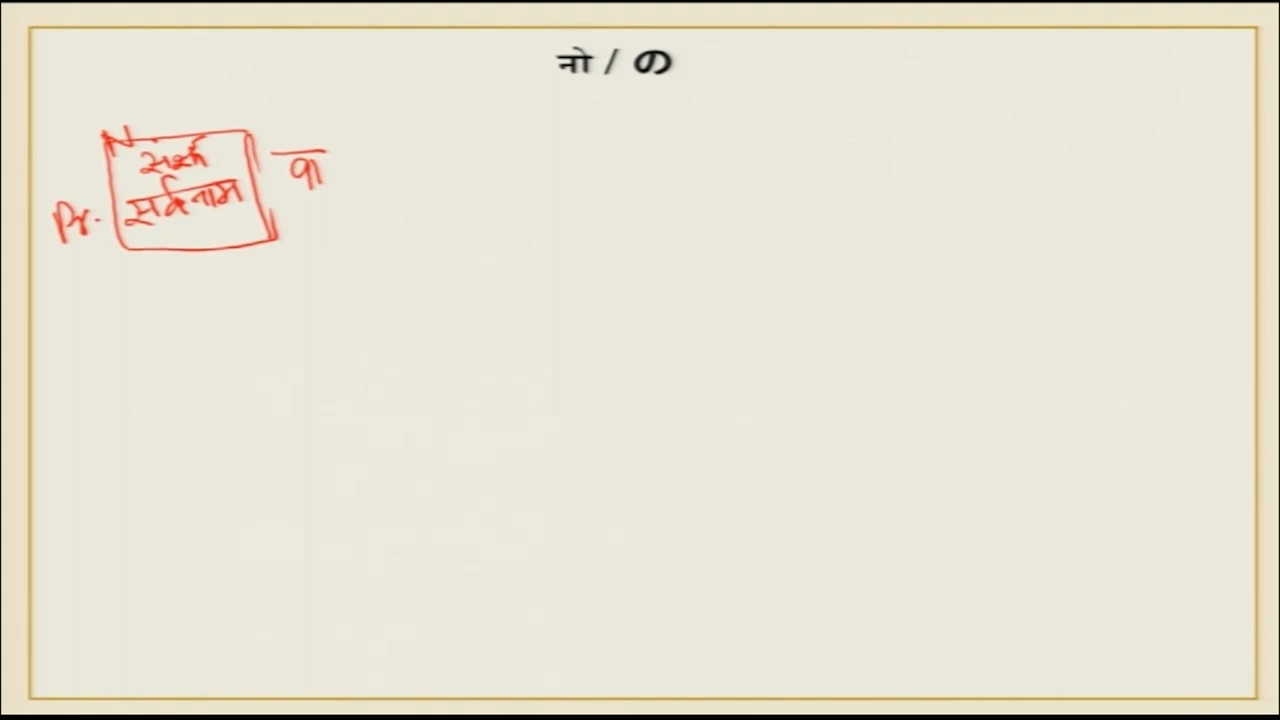 नो / の
N.
सर्वनाम
Pr.